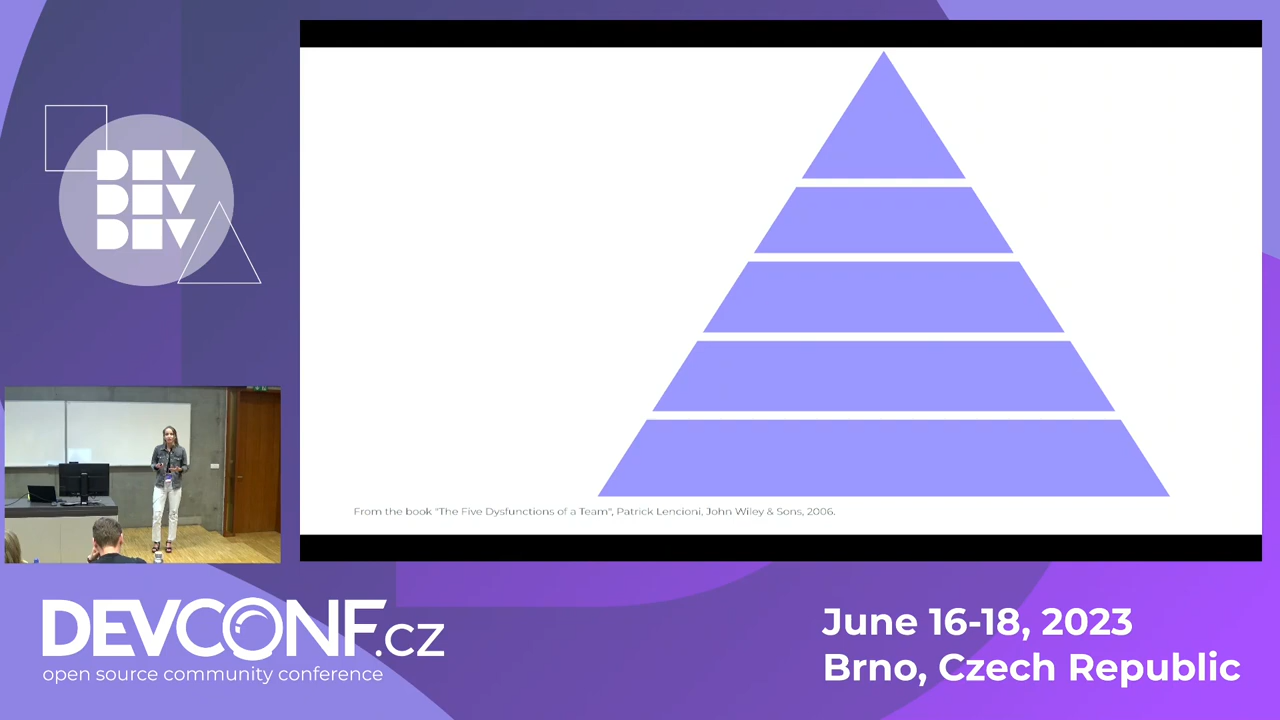 DEV
DEV
DEV
From the book "The Five Dysfunctions of a Team", Patrick Lencioni, John Wiley & Sons, 2006.
DEVCONF.cz
open source community conference
June 16-18, 2023
Brno, Czech Republic